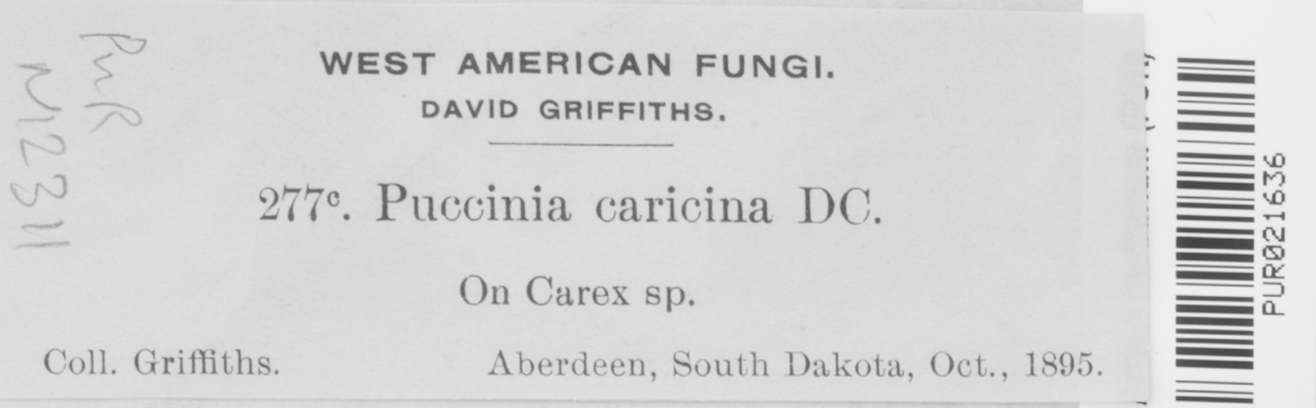 WEST AMERICAN FUNGI.
DAVID GRIFFITHS.
277c. Puccinia caricina DC.
On Carex sp.
Coll. Griffiths.
Aberdeen, South Dakota, Oct., 1895.
PUR
N12311
PUR021636